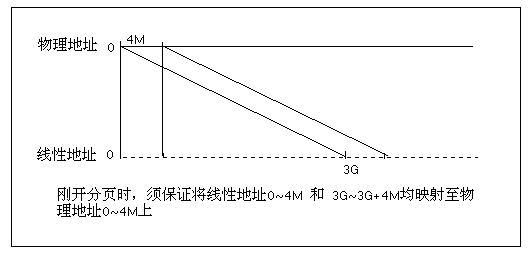 物理地址 0 4M
线性地址 0
3G
刚开分页时，须保证将线性地址0~4M 和 3G~3G+4M均映射至物
理地址0~4M上